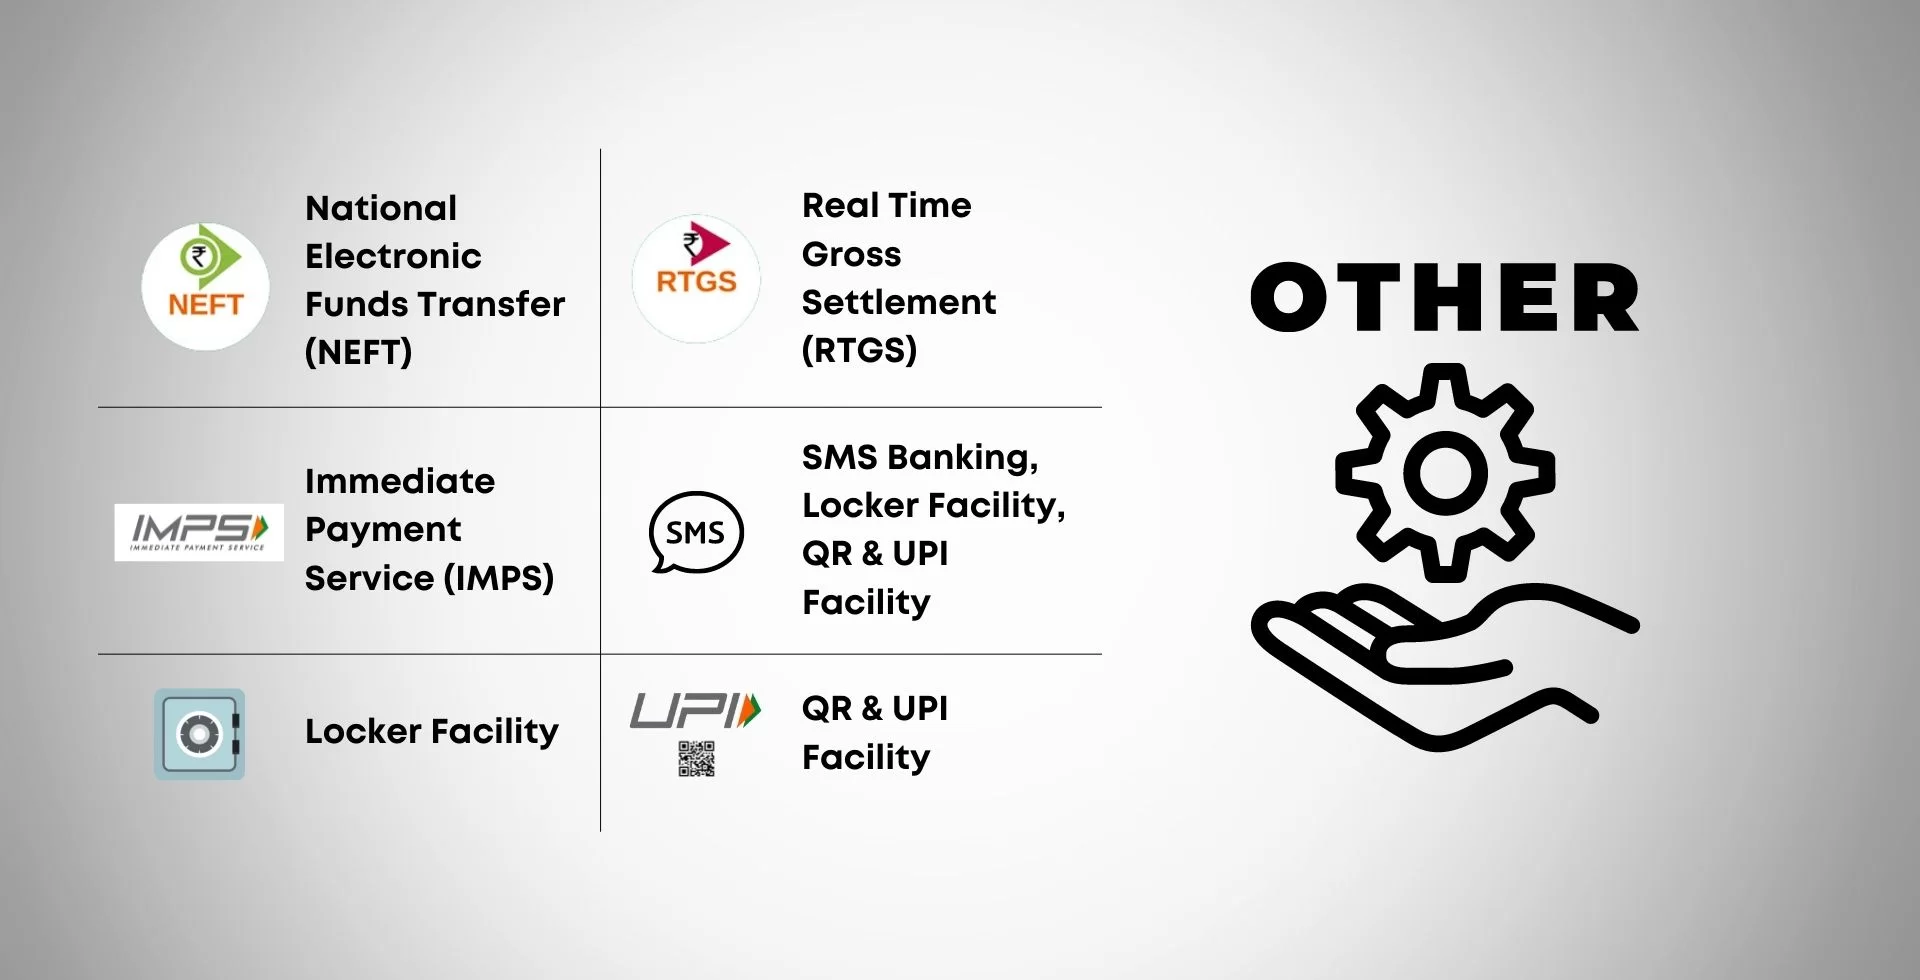 NEFT
National
Electronic
Funds Transfer
(NEFT)
RTGS
Real Time
Gross
Settlement
(RTGS)
IMPS
IMMEDIATE PAYMENT SERVICE
Immediate
Payment
Service (IMPS)
SMS
SMS Banking,
Locker Facility,
QR & UPI
Facility
Locker Facility
UPI
QR & UPI
Facility
OTHER